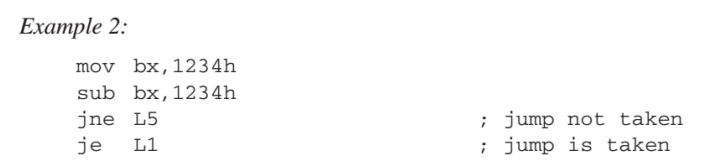 Example 2:
mov bx,1234h
sub bx,1234h
jne L5 ; jump not taken
je L1 ; jump is taken